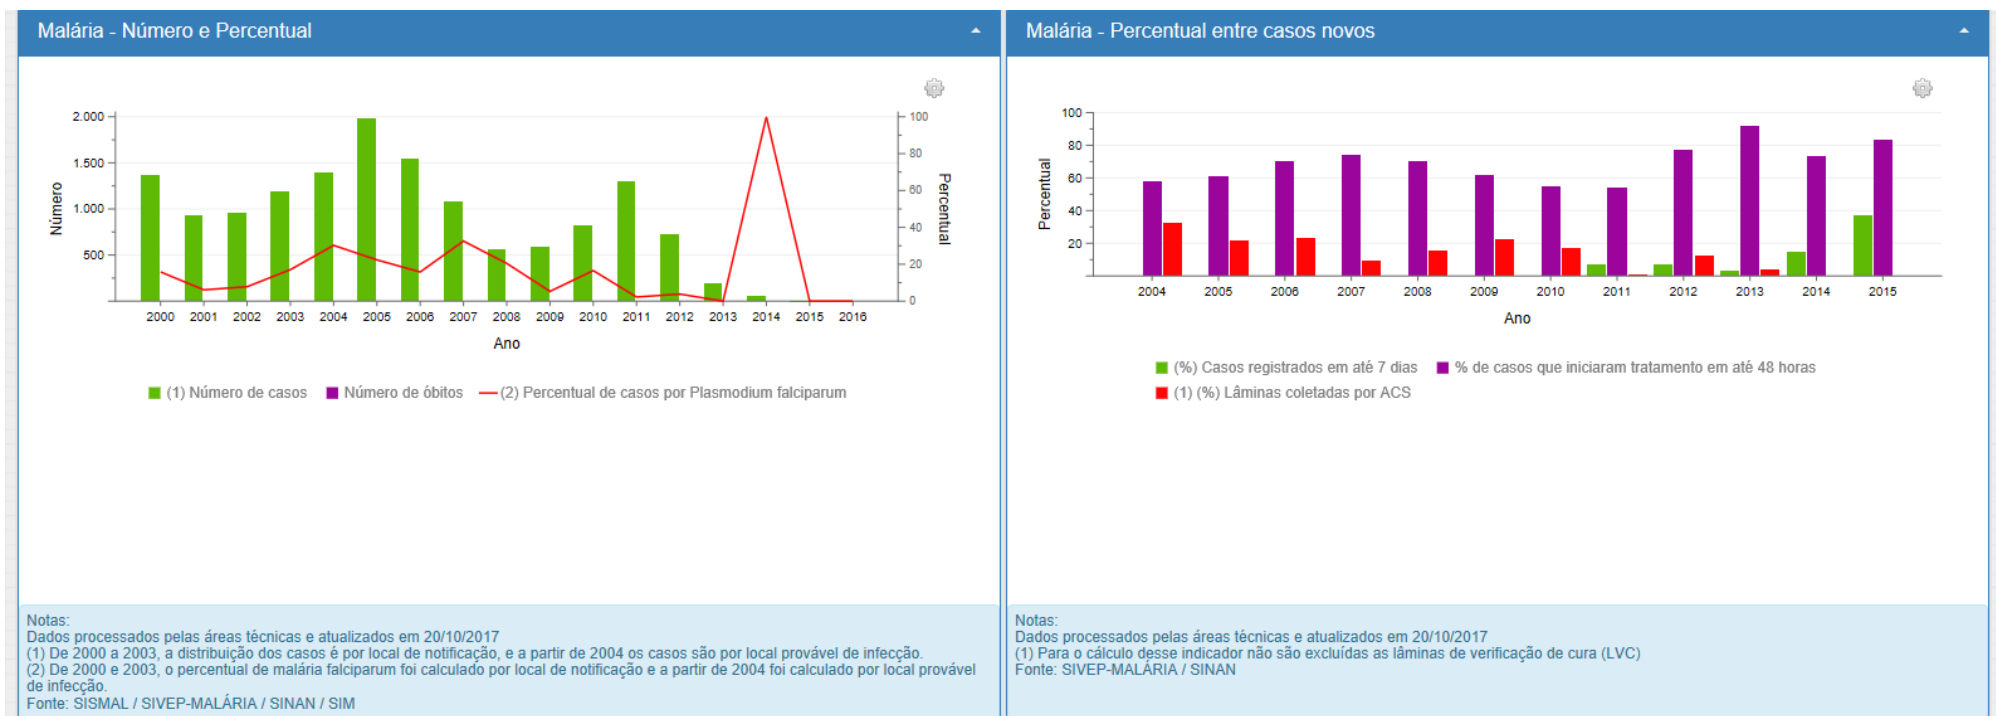 Malária - Número e Percentual
2.000
1.500
1.000
500
Número
100
80
60
40
20
0
Percentual
2000 2001 2002 2003 2004 2005 2006 2007 2008 2009 2010 2011 2012 2013 2014 2015 2016
Ano
(1) Número de casos Número de óbitos (2) Percentual de casos por Plasmodium falciparum
Notas:
Dados processados pelas áreas técnicas e atualizados em 20/10/2017
(1) De 2000 a 2003, a distribuição dos casos é por local de notificação, e a partir de 2004 os casos são por local provável de infecção.
(2) De 2000 e 2003, o percentual de malária falciparum foi calculado por local de notificação e a partir de 2004 foi calculado por local provável
de infecção.
Fonte: SISMAL / SIVEP-MALÁRIA / SINAN / SIM
Malária - Percentual entre casos novos
100
80
60
40
20
Percentual
2004 2005 2006 2007 2008 2009 2010 2011 2012 2013 2014 2015
Ano
(%) Casos registrados em até 7 dias % de casos que iniciaram tratamento em até 48 horas
(1) (%) Lâminas coletadas por ACS
Notas:
Dados processados pelas áreas técnicas e atualizados em 20/10/2017
(1) Para o cálculo desse indicador não são excluídas as lâminas de verificação de cura (LVC)
Fonte: SIVEP-MALÁRIA / SINAN